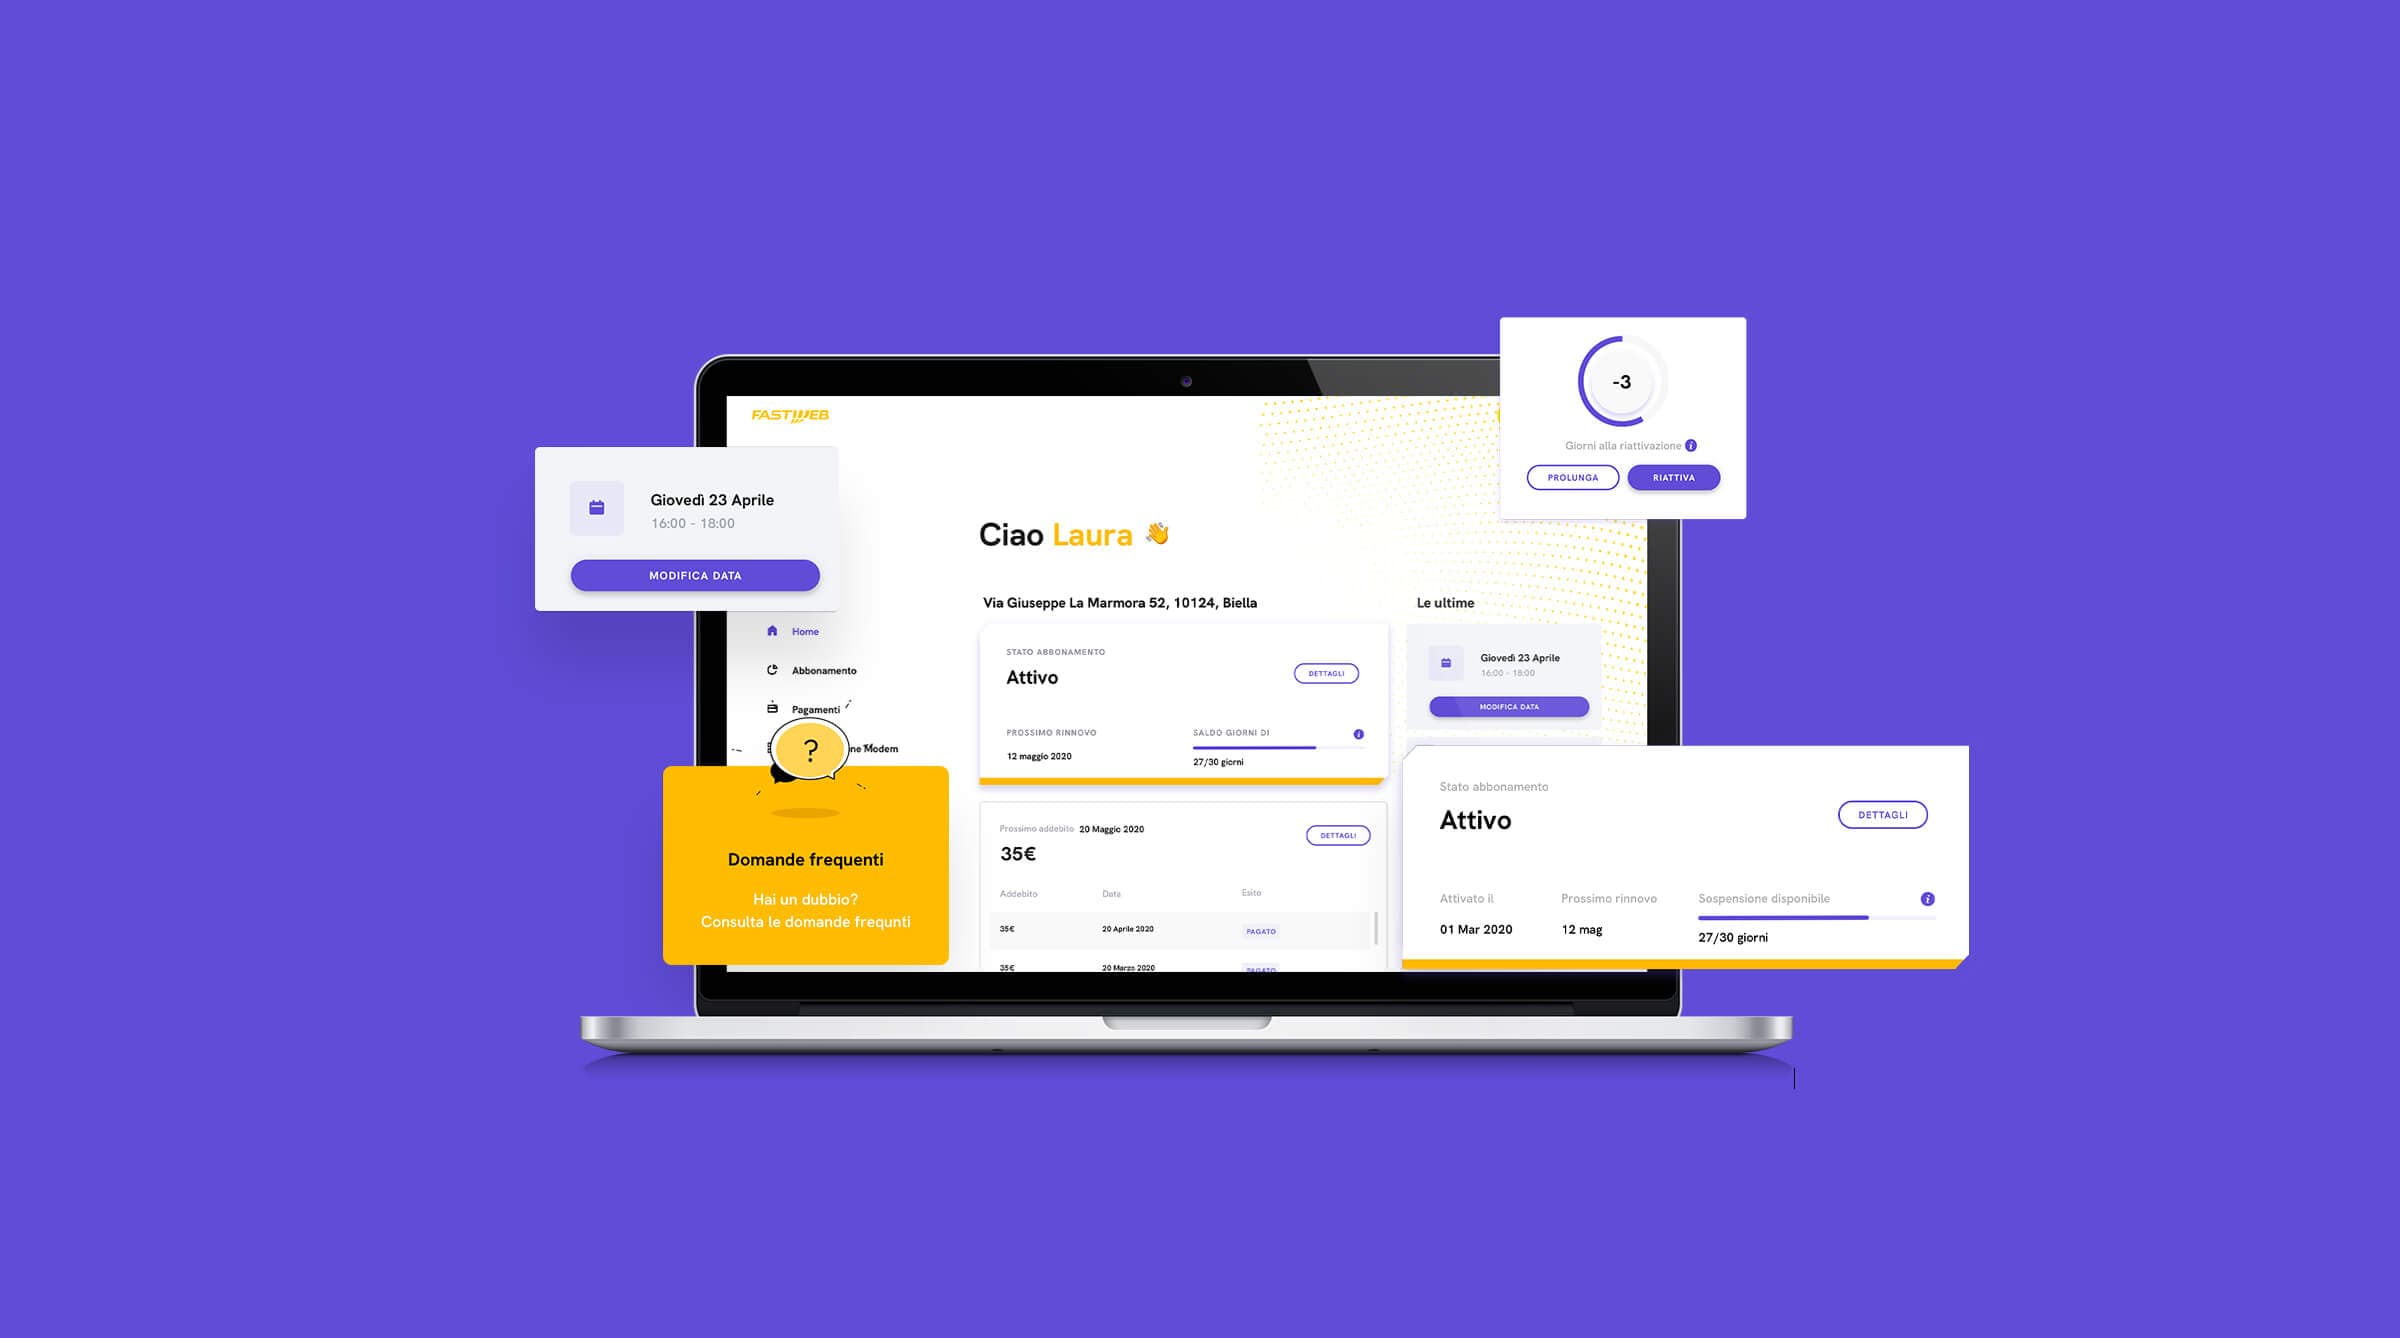 FASTWEB
-3
Giorni alla riattivazione
PROLUNGA
RIATTIVA
Giovedì 23 Aprile
16:00 - 18:00
MODIFICA DATA
Home
Abbonamento
Pagamenti
ne Modem
?
Domande frequenti
Hai un dubbio?
Consulta le domande frequnti
Ciao Laura 👋
Via Giuseppe La Marmora 52, 10124, Biella
STATO ABBONAMENTO
Attivo
DETTAGLI
PROSSIMO RINNOVO
12 maggio 2020
SALDO GIORNI DI
27/30 giorni
Prossimo addebito 20 Maggio 2020
35€
DETTAGLI
Addebito Data Esito
35€ 20 Aprile 2020 PAGATO
35€ 20 Marzo 2020 PAGATO
Le ultime
Giovedì 23 Aprile
16:00 - 18:00
MODIFICA DATA
Stato abbonamento
Attivo
DETTAGLI
Attivato il
01 Mar 2020
Prossimo rinnovo
12 mag
Sospensione disponibile
27/30 giorni